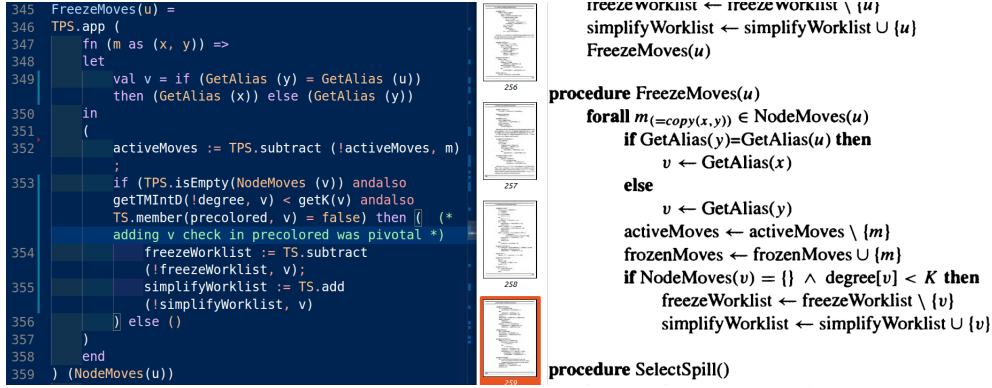 345 FreezeMoves(u) =
346 TPS.app (
347 fn (m as (x, y)) =>
348 let
349 val v = if (GetAlias (y) = GetAlias (u))
then (GetAlias (x)) else (GetAlias (y))
350 in
351 (
352 activeMoves := TPS.subtract (!activeMoves, m)
;
353 if (TPS.isEmpty(NodeMoves (v)) andalso
getTMIntD(!degree, v) < getK(v) andalso
TS.member(precolored, v) = false) then ( (*
adding v check in precolored was pivotal *)
354 freezeWorklist := TS.subtract
(!freezeWorklist, v);
355 simplifyWorklist := TS.add
(!simplifyWorklist, v)
356 ) else ()
357 )
358 end
359 ) (NodeMoves(u))
256
257
258
259
freezeWorklist ← freezeWorklist \ {u}
simplifyWorklist ← simplifyWorklist ∪ {u}
FreezeMoves(u)
procedure FreezeMoves(u)
forall m(=copy(x,y)) ∈ NodeMoves(u)
if GetAlias(y)=GetAlias(u) then
v ← GetAlias(x)
else
v ← GetAlias(y)
activeMoves ← activeMoves \ {m}
frozenMoves ← frozenMoves ∪ {m}
if NodeMoves(v) = {} ∧ degree[v] < K then
freezeWorklist ← freezeWorklist \ {v}
simplifyWorklist ← simplifyWorklist ∪ {v}
procedure SelectSpill()